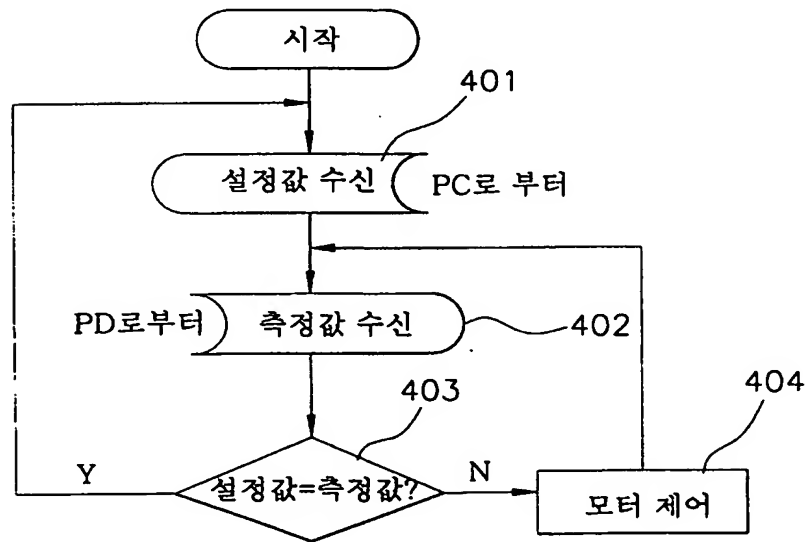 시작
401
설정값 수신
PC로 부터
PD로부터
측정값 수신
402
403
404
Y
설정값=측정값?
N
모터 제어